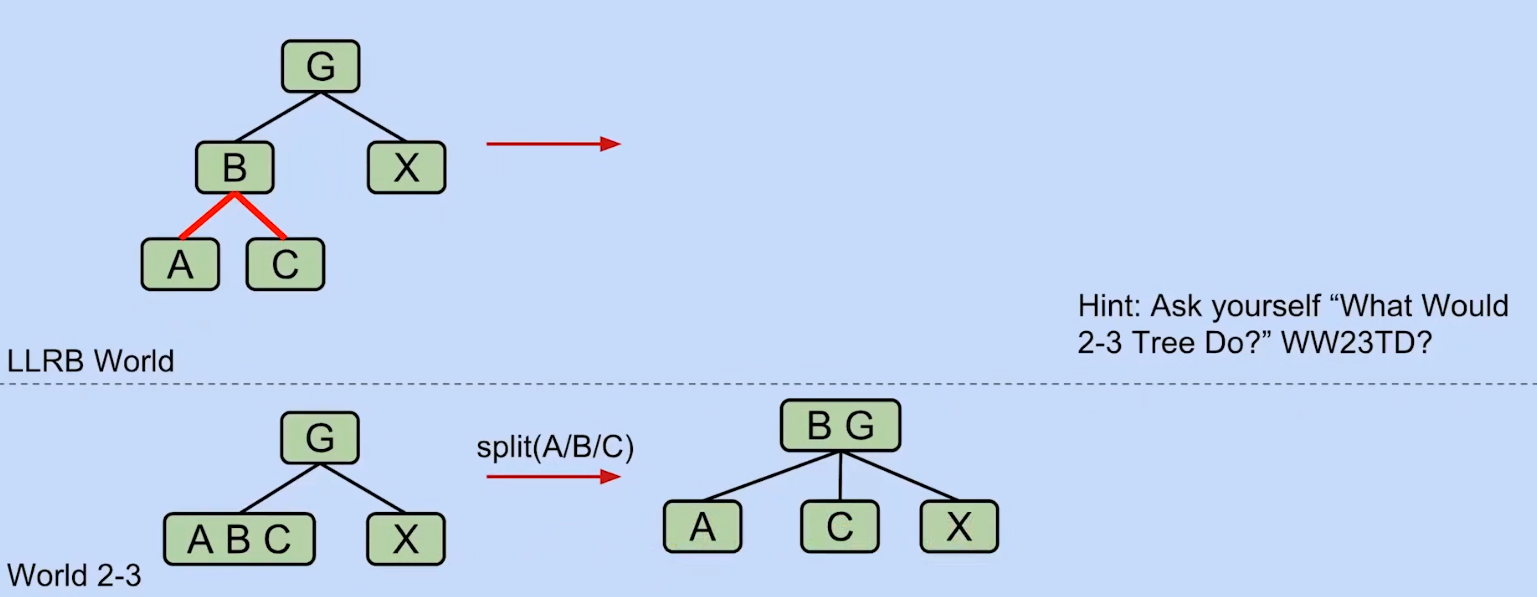 G
B
X
A
C
Hint: Ask yourself “What Would
2-3 Tree Do?” WW23TD?
LLRB World
G
A B C
X
split(A/B/C)
B G
A
C
X
World 2-3